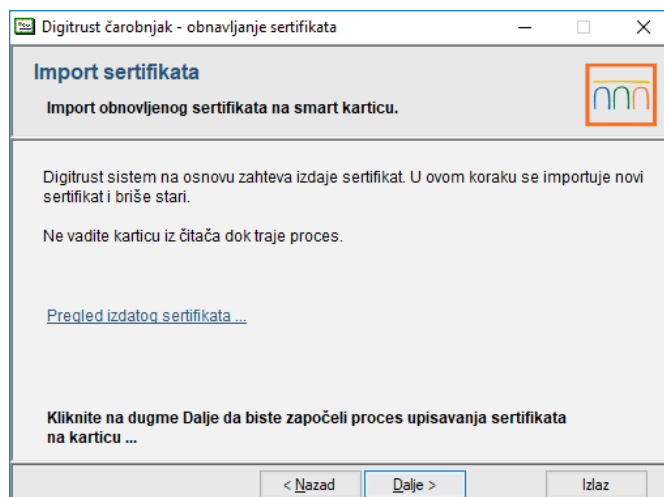 Digitrust čarobnjak - obnavljanje sertifikata
Import sertifikata
Import obnovljenog sertifikata na smart karticu.
Digitrust sistem na osnovu zahteva izdaje sertifikat. U ovom koraku se importuje novi
sertifikat i briše stari.
Ne vadite karticu iz čitača dok traje proces.
Pregled izdatog sertifikata ...
Kliknite na dugme Dalje da biste započeli proces upisavanja sertifikata
na karticu ...
< Nazad Dalje > Izlaz